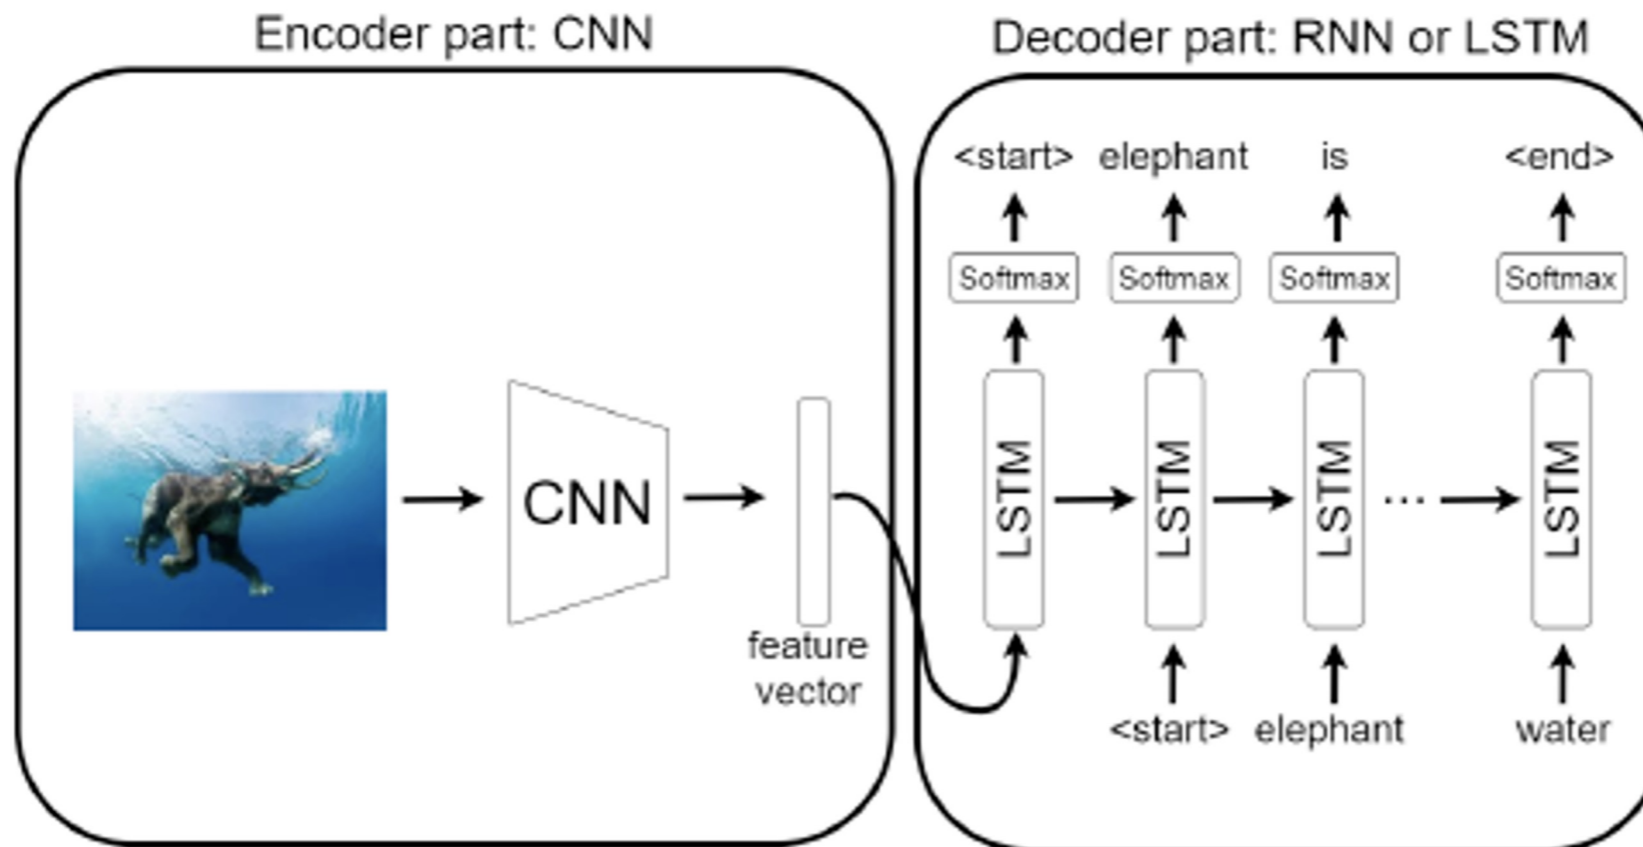 Encoder part: CNN
CNN
feature
vector
Decoder part: RNN or LSTM
<start> elephant is <end>
Softmax Softmax Softmax Softmax
LSTM LSTM LSTM ... LSTM
<start> elephant water